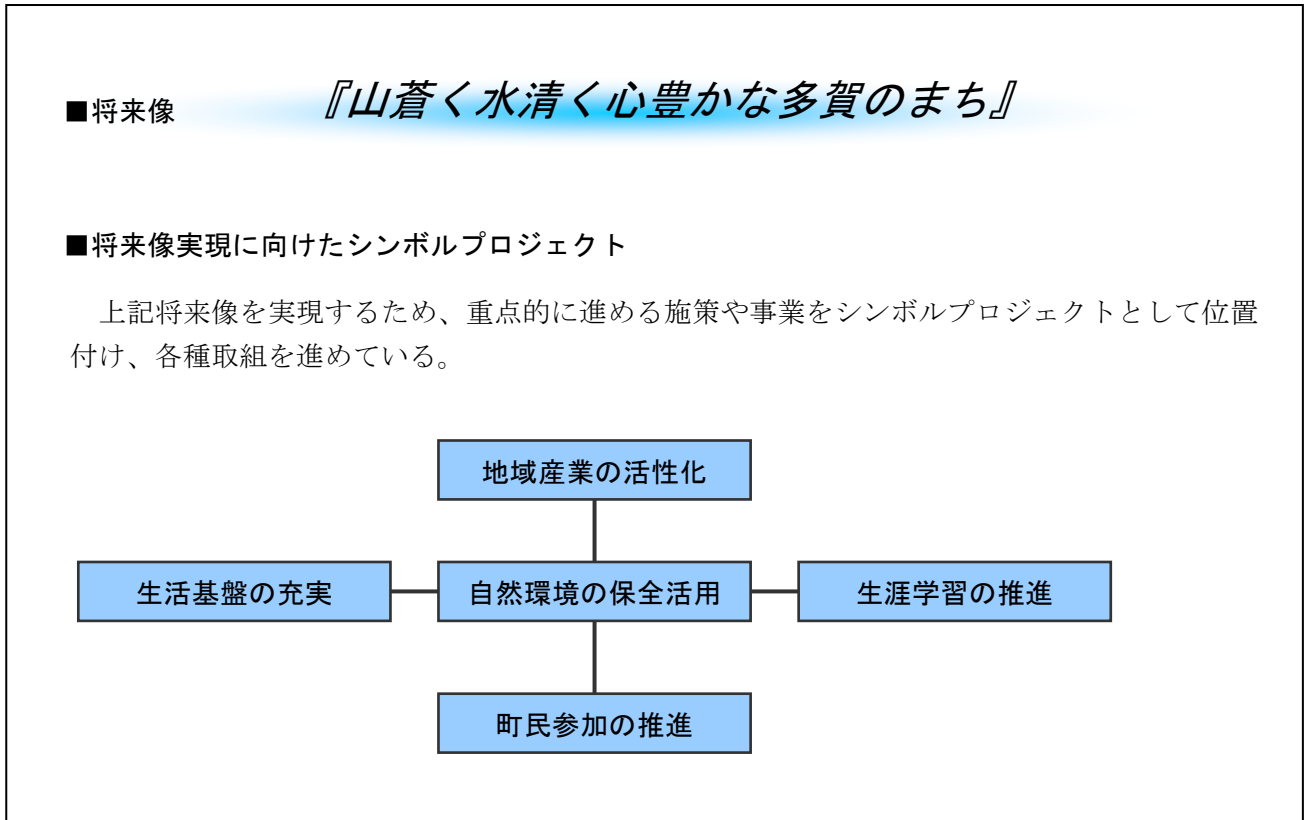 ■将来像
『山蒼く水清く心豊かな多賀のまち』
■将来像実現に向けたシンボルプロジェクト
上記将来像を実現するため、重点的に進める施策や事業をシンボルプロジェクトとして位置
付け、各種取組を進めている。
地域産業の活性化
生活基盤の充実
自然環境の保全活用
生涯学習の推進
町民参加の推進